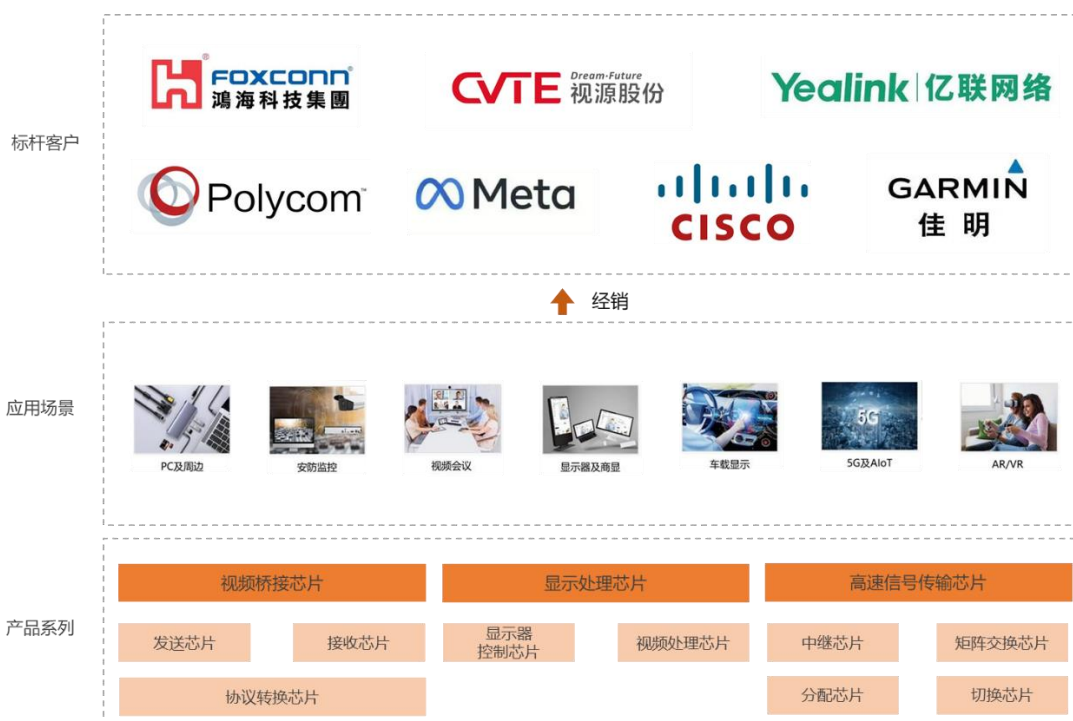 标杆客户
FOXCONN®
鴻海科技集團
CVTE Dream·Future
视源股份
Yealink | 亿联网络
Polycom™
Meta
CISCO
GARMIN
佳明
经销
应用场景
PC及周边
安防监控
视频会议
显示器及商显
车载显示
5G
5G及AIoT
AR/VR
产品系列
视频桥接芯片
显示处理芯片
高速信号传输芯片
发送芯片
接收芯片
显示器
控制芯片
视频处理芯片
中继芯片
矩阵交换芯片
协议转换芯片
分配芯片
切换芯片